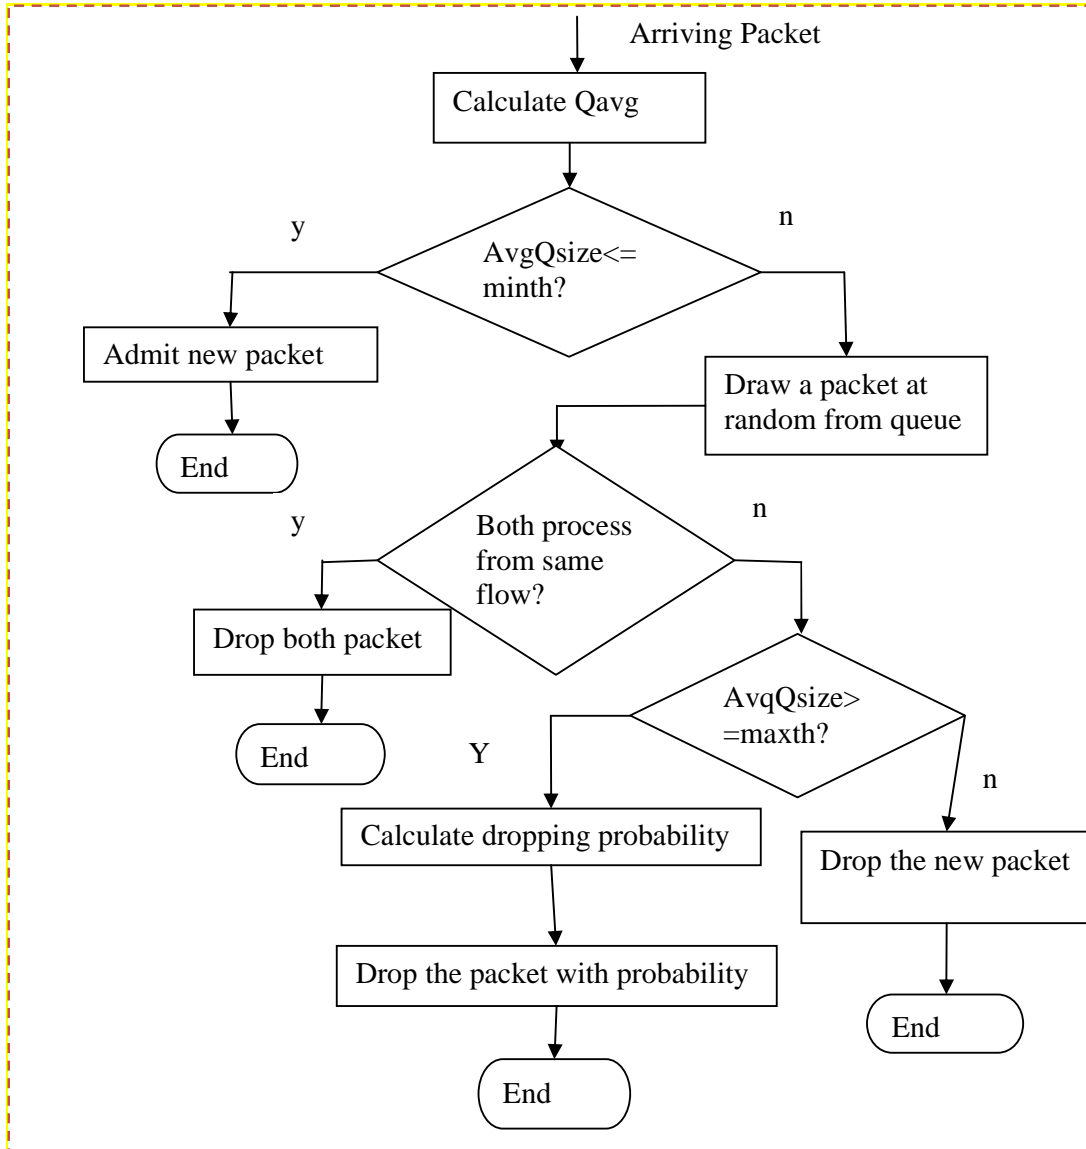 Arriving Packet
Calculate Qavg
y
n
AvgQsize<=
minth?
Admit new packet
Draw a packet at
random from queue
End
y
n
Both process
from same
flow?
Drop both packet
AvqQsize>
=maxth?
End
Y
n
Calculate dropping probability
Drop the new packet
Drop the packet with probability
End
End